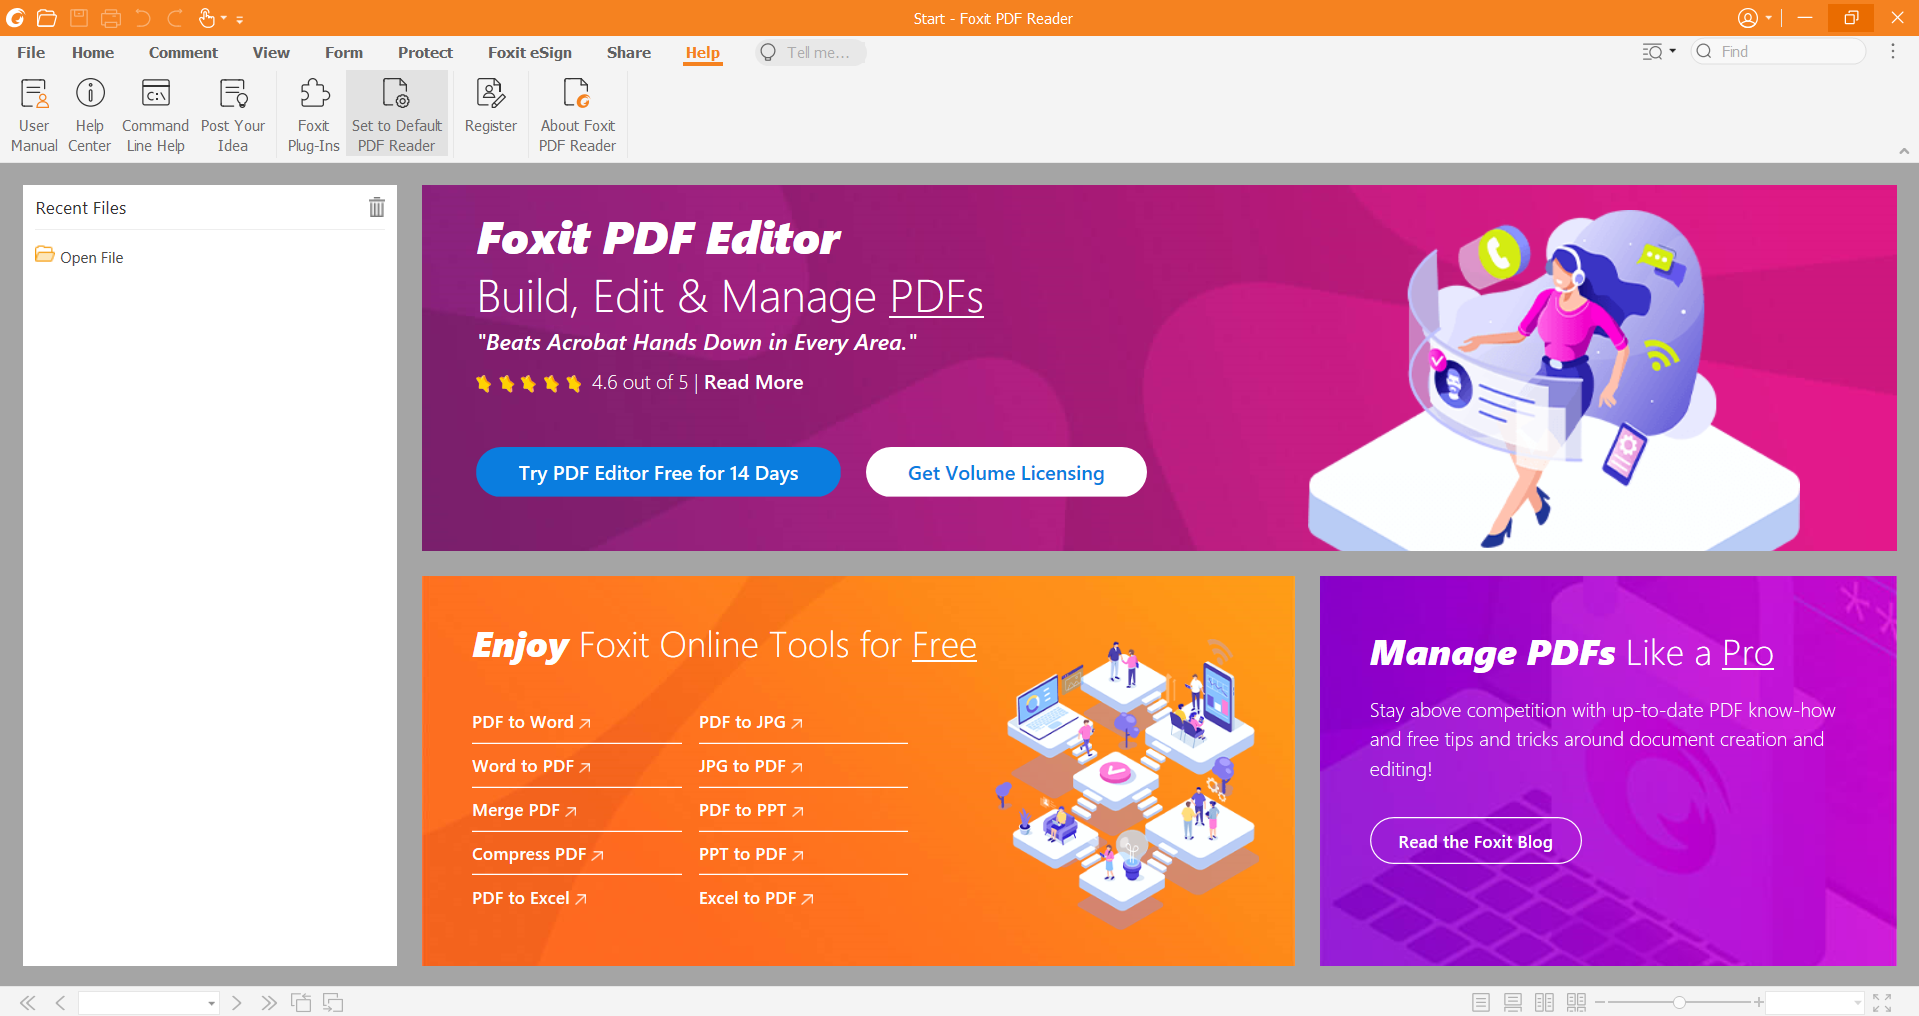 Start - Foxit PDF Reader
File Home Comment View Form Protect Foxit eSign Share Help Tell me... Find
User Manual
Help Center
C:\
Command Line Help
Post Your Idea
Foxit Plug-Ins
Set to Default PDF Reader
Register
About Foxit PDF Reader
Recent Files
Open File
Foxit PDF Editor
Build, Edit & Manage PDFs
"Beats Acrobat Hands Down in Every Area."
4.6 out of 5 | Read More
Try PDF Editor Free for 14 Days
Get Volume Licensing
Enjoy Foxit Online Tools for Free
PDF to Word
PDF to JPG
Word to PDF
JPG to PDF
Merge PDF
PDF to PPT
Compress PDF
PPT to PDF
PDF to Excel
Excel to PDF
Manage PDFs Like a Pro
Stay above competition with up-to-date PDF know-how
and free tips and tricks around document creation and
editing!
Read the Foxit Blog